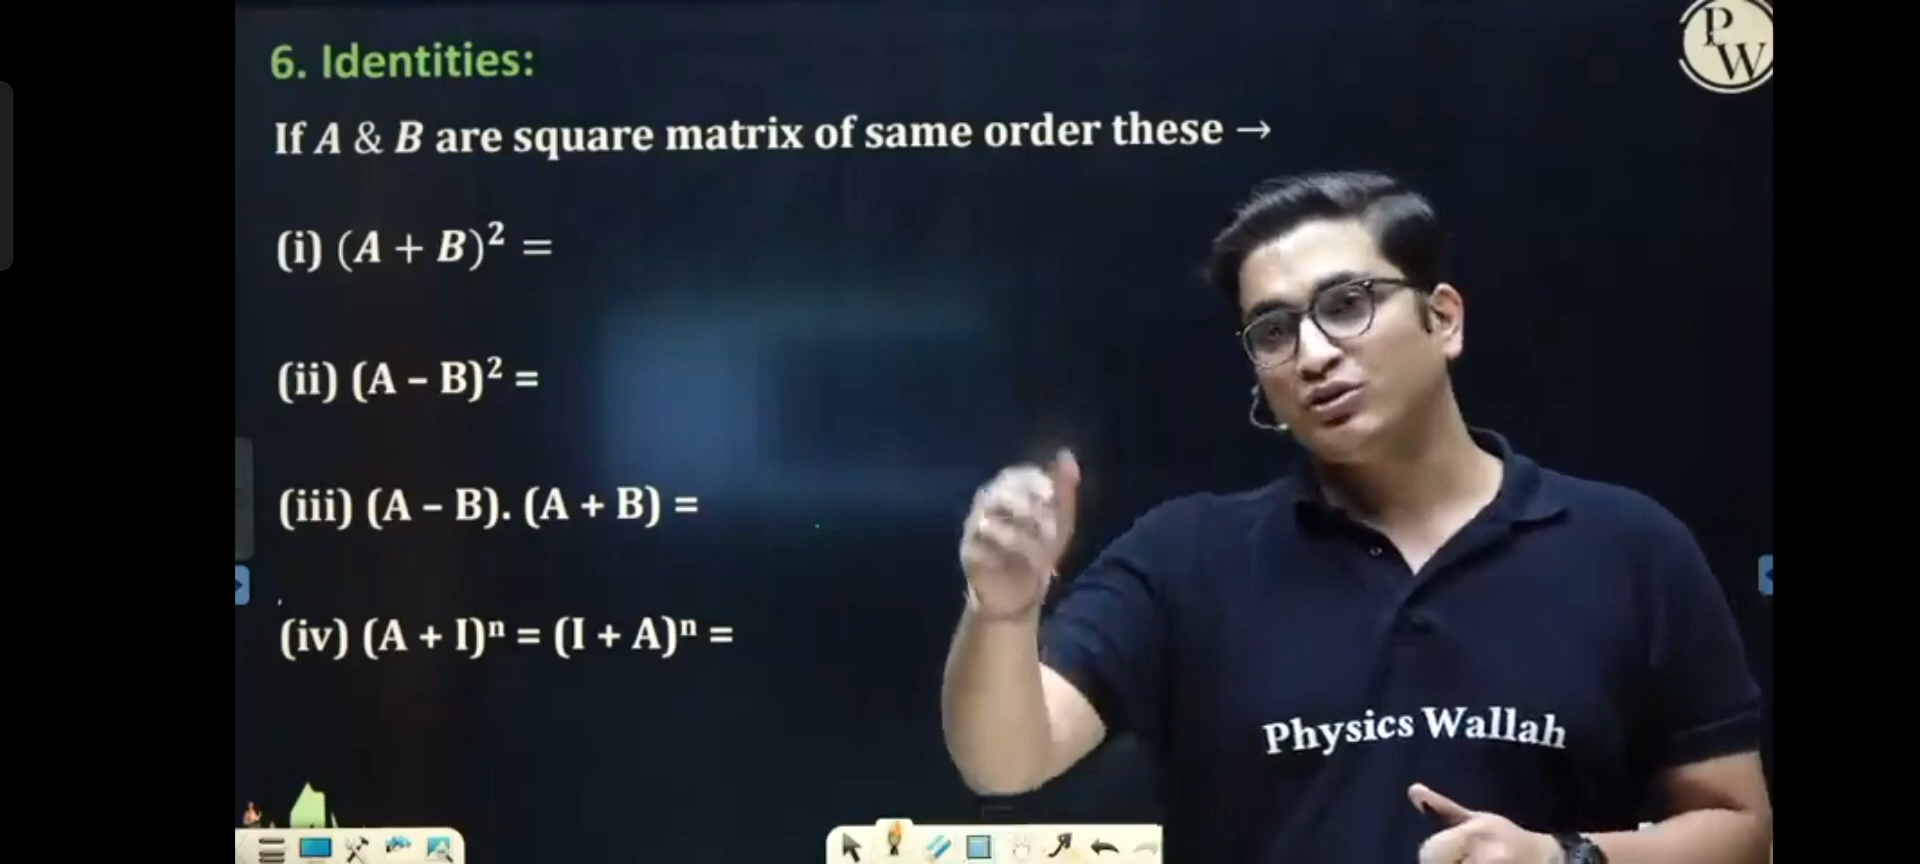 6. Identities:
P
W
If A & B are square matrix of same order these →
(i) (A + B)² =
(ii) (A – B)² =
(iii) (A – B). (A + B) =
(iv) (A + I)ⁿ = (I + A)ⁿ =
Physics Wallah